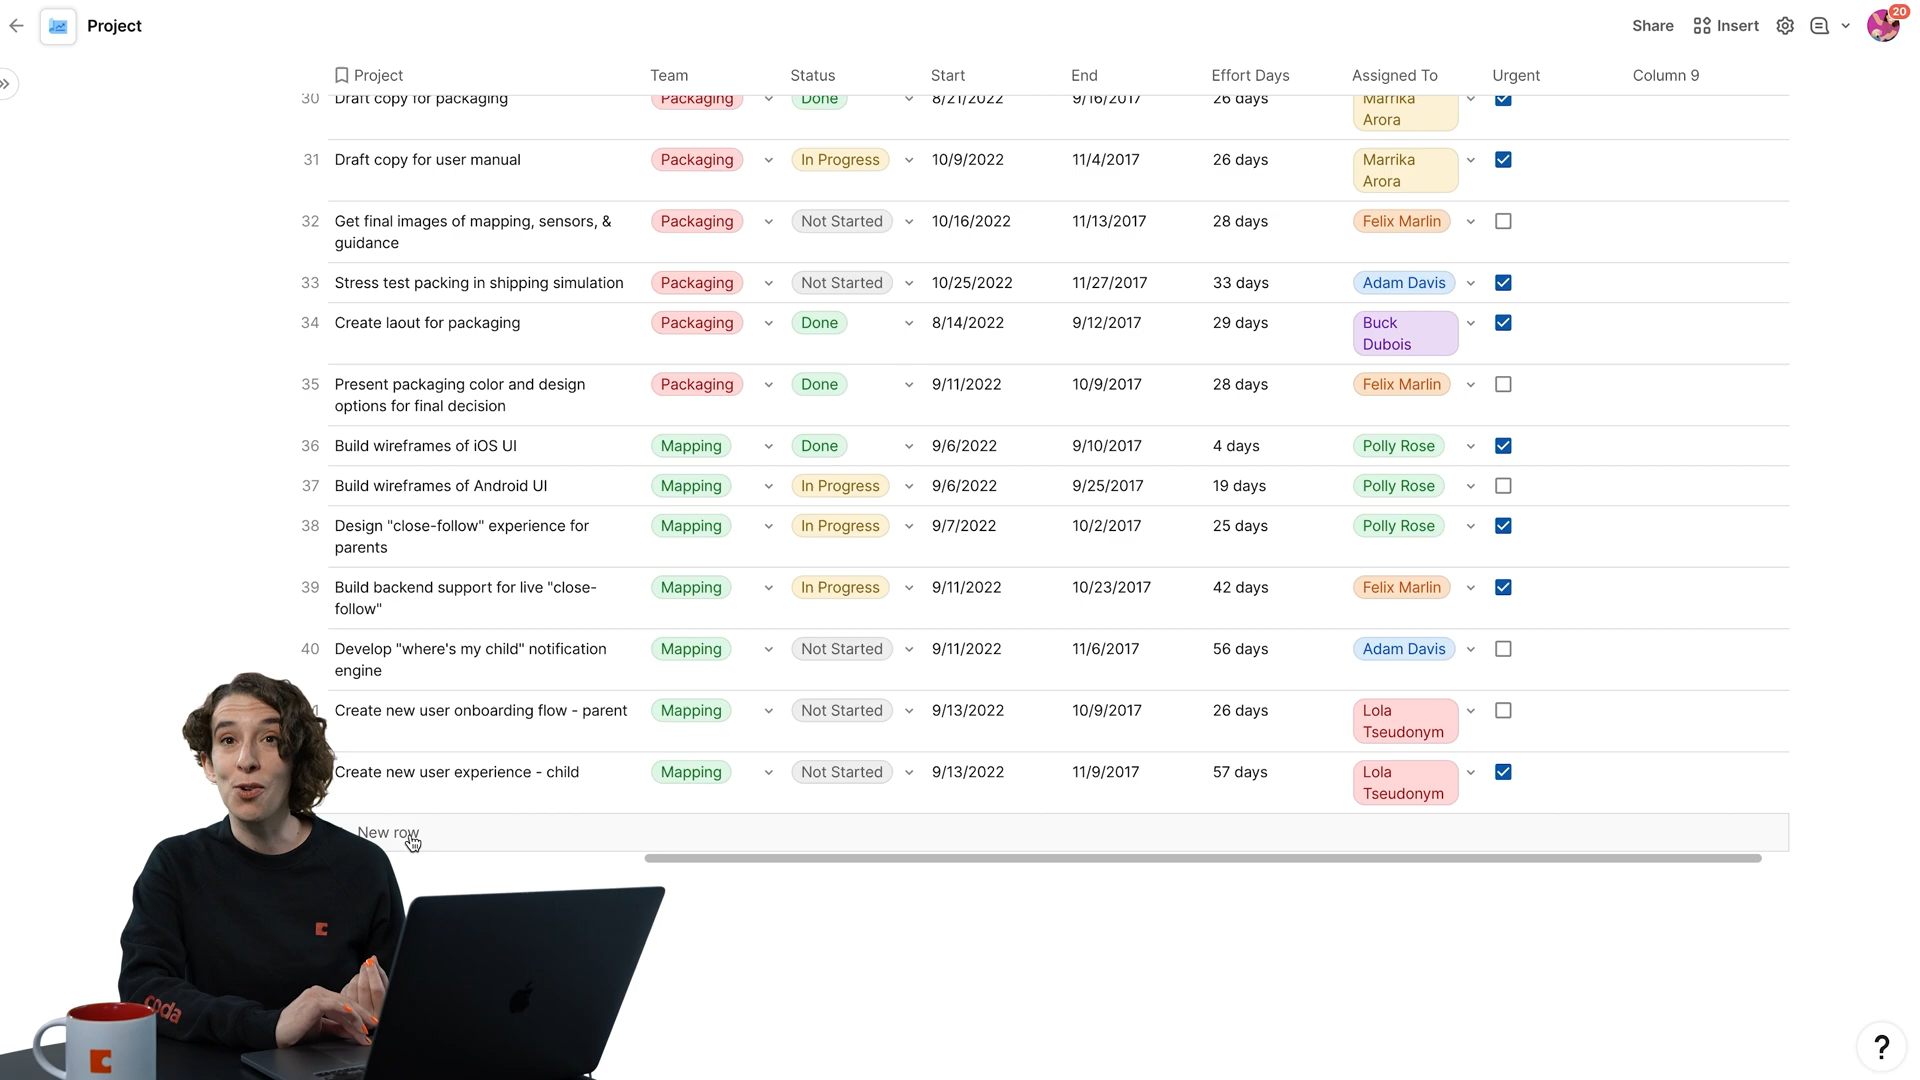 Project
Share
Insert
20
Project Team Status Start End Effort Days Assigned To Urgent Column 9
30 Draft copy for packaging Packaging Done 8/21/2022 9/16/2017 26 days Marrika
Arora
31 Draft copy for user manual Packaging In Progress 10/9/2022 11/4/2017 26 days Marrika
Arora
32 Get final images of mapping, sensors, & Packaging Not Started 10/16/2022 11/13/2017 28 days Felix Marlin
guidance
33 Stress test packing in shipping simulation Packaging Not Started 10/25/2022 11/27/2017 33 days Adam Davis
34 Create laout for packaging Packaging Done 8/14/2022 9/12/2017 29 days Buck
Dubois
35 Present packaging color and design Packaging Done 9/11/2022 10/9/2017 28 days Felix Marlin
options for final decision
36 Build wireframes of iOS UI Mapping Done 9/6/2022 9/10/2017 4 days Polly Rose
37 Build wireframes of Android UI Mapping In Progress 9/6/2022 9/25/2017 19 days Polly Rose
38 Design "close-follow" experience for Mapping In Progress 9/7/2022 10/2/2017 25 days Polly Rose
parents
39 Build backend support for live "close- Mapping In Progress 9/11/2022 10/23/2017 42 days Felix Marlin
follow"
40 Develop "where's my child" notification Mapping Not Started 9/11/2022 11/6/2017 56 days Adam Davis
engine
Create new user onboarding flow - parent Mapping Not Started 9/13/2022 10/9/2017 26 days Lola
Tseudonym
Create new user experience - child Mapping Not Started 9/13/2022 11/9/2017 57 days Lola
Tseudonym
New row
coda
?